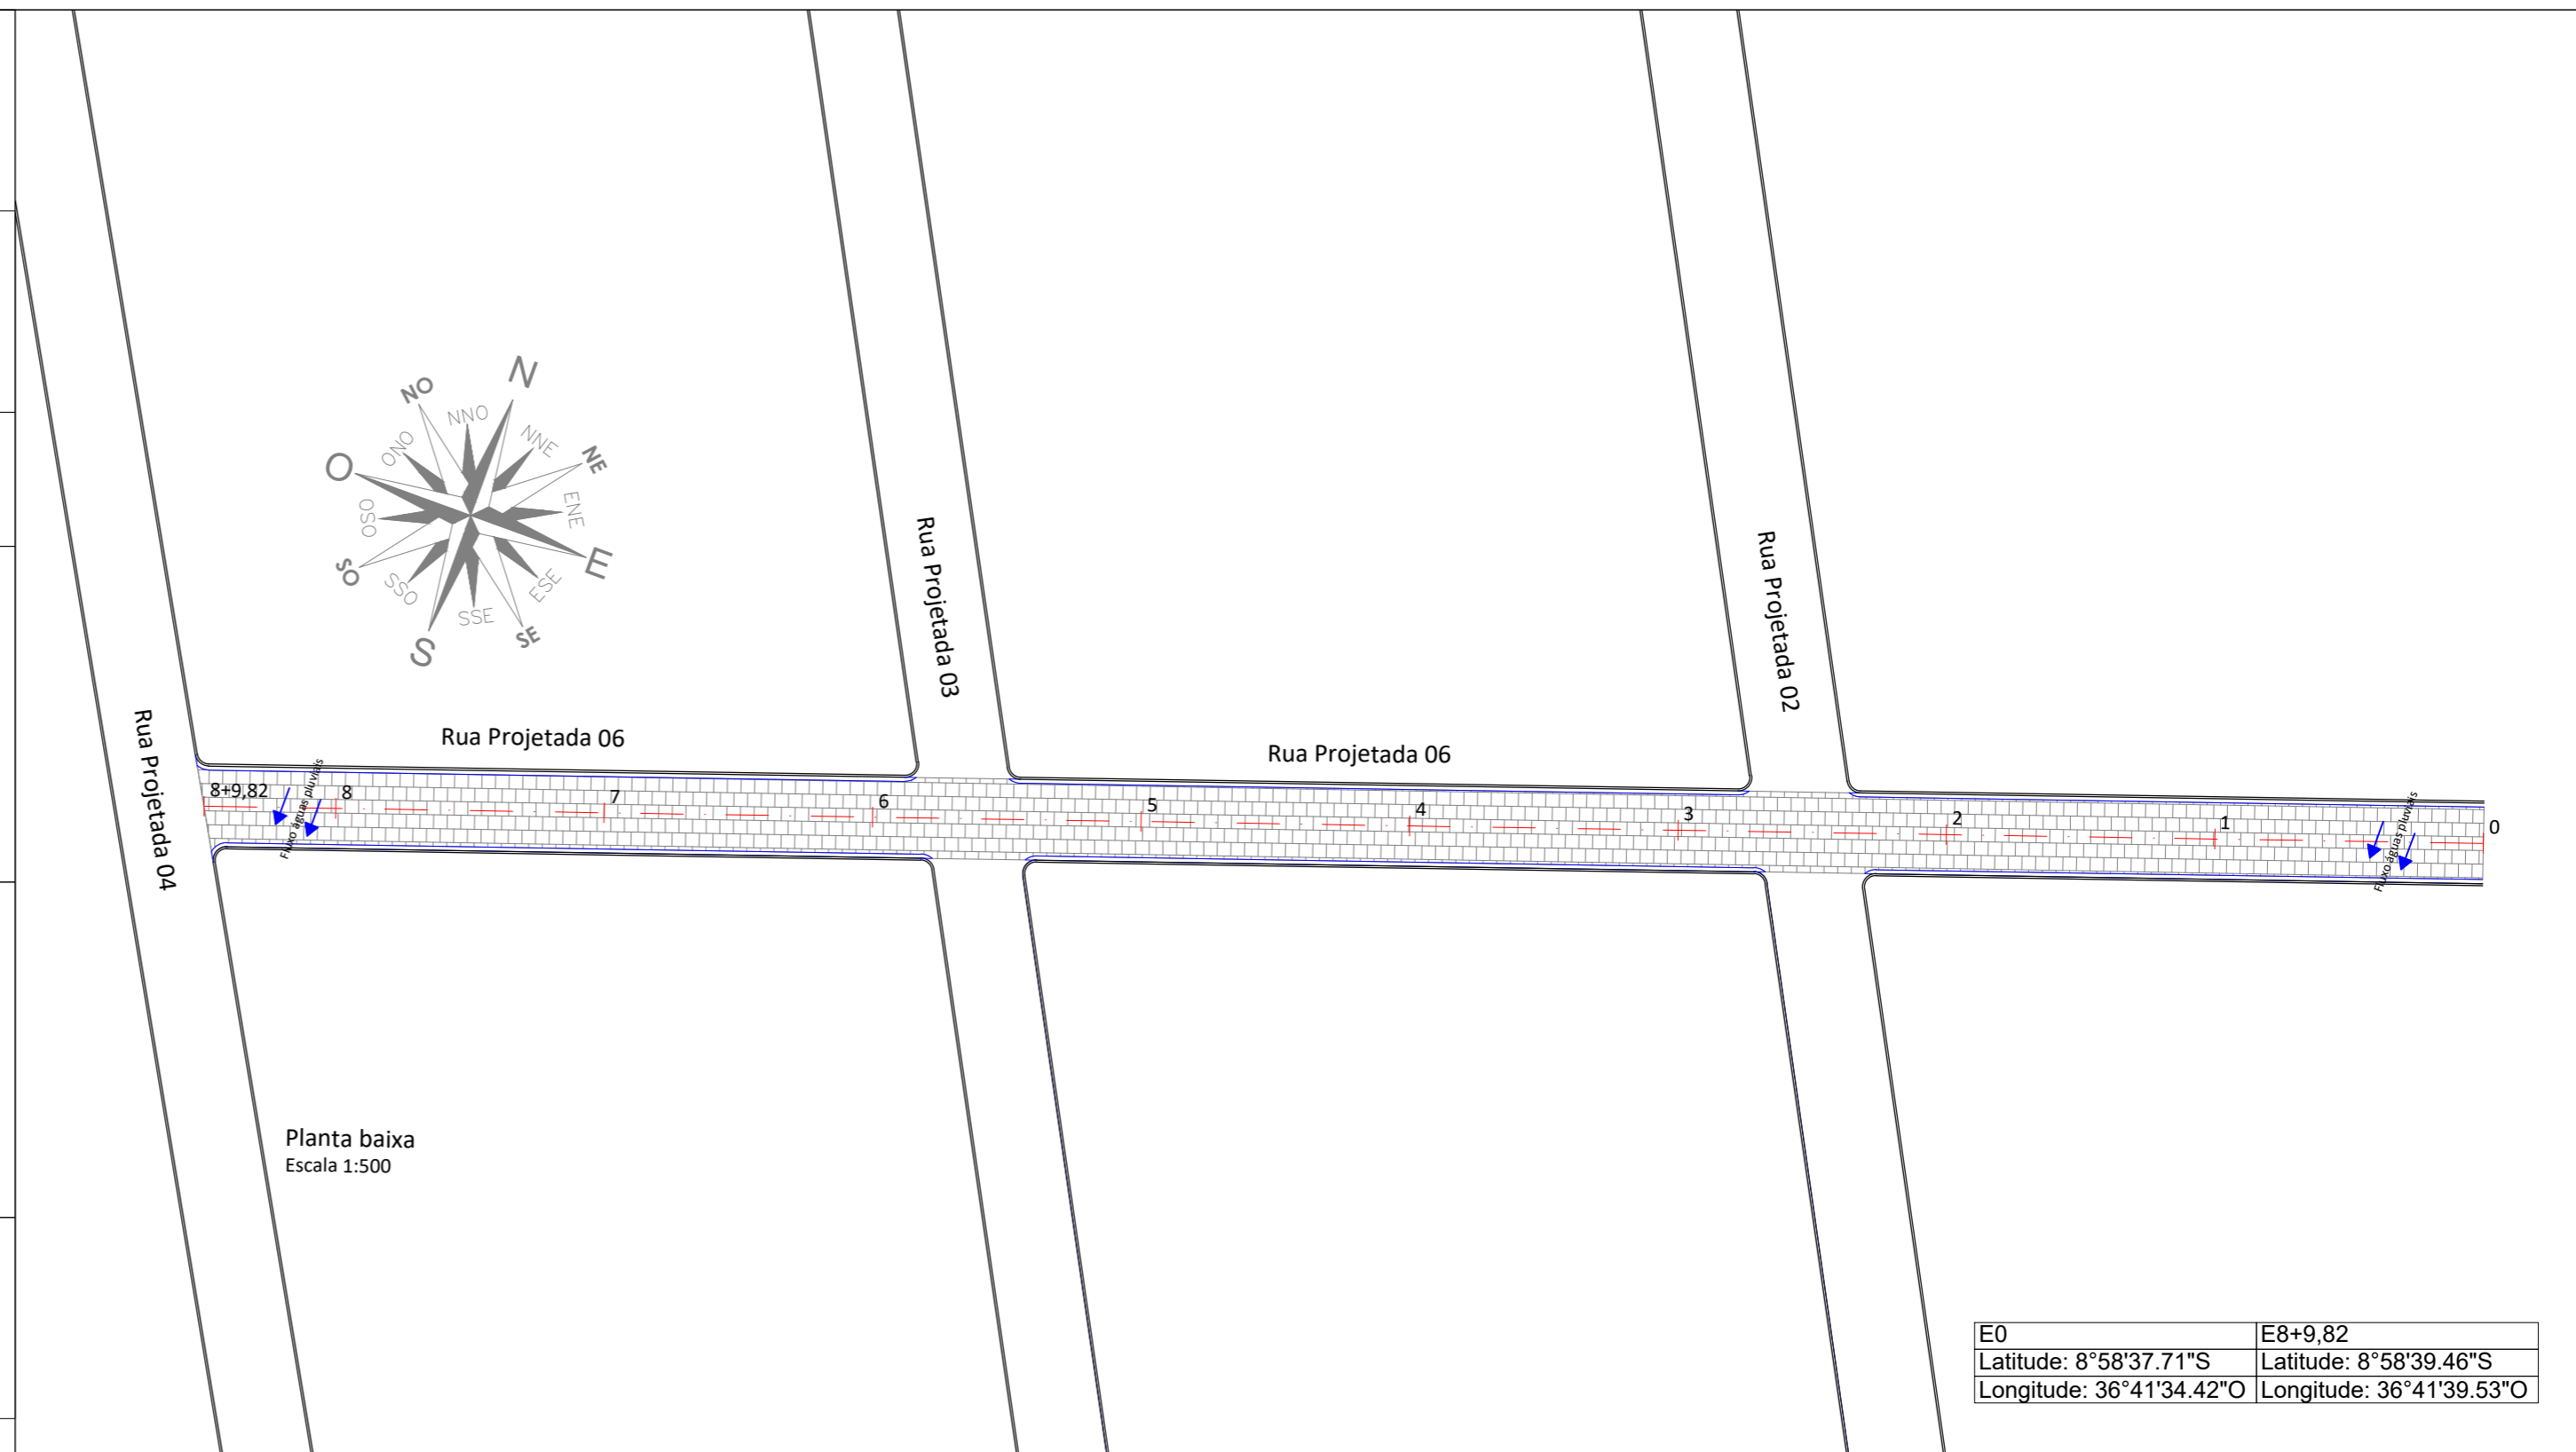 N
NO
NNO
NNE
NE
ONO
O
ENE
OSO
E
SO
ESE
SSO
SSE
SE
S
Rua Projetada 03
Rua Projetada 02
Rua Projetada 04
Rua Projetada 06
Rua Projetada 06
8+9,82
8
7
6
5
4
3
2
1
0
Fluxo águas pluviais
Fluxo águas pluviais
Planta baixa
Escala 1:500
E0 E8+9,82
Latitude: 8°58'37.71"S Latitude: 8°58'39.46"S
Longitude: 36°41'34.42"O Longitude: 36°41'39.53"O